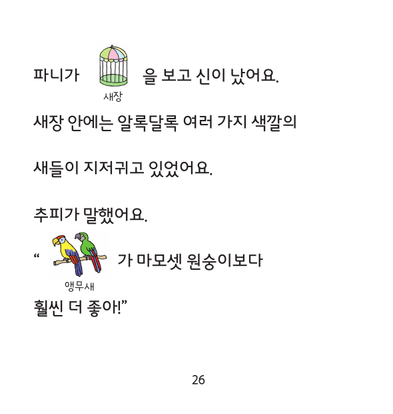 파니가 을 보고 신이 났어요.
새장
새장 안에는 알록달록 여러 가지 색깔의
새들이 지저귀고 있었어요.
추피가 말했어요.
“ 가 마모셋 원숭이보다
앵무새
훨씬 더 좋아!”
26